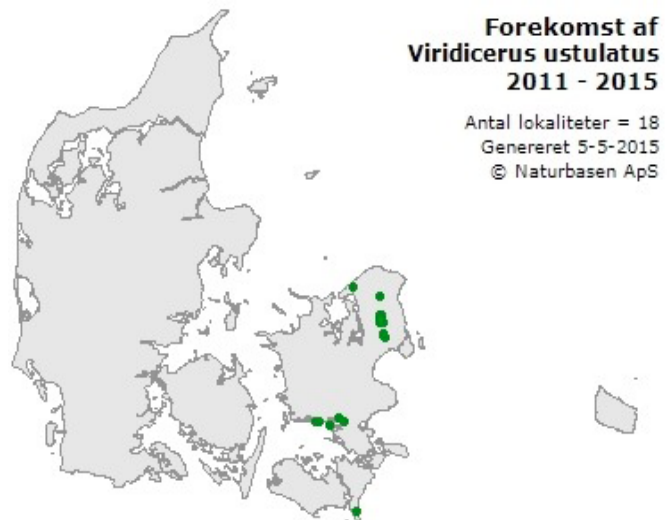 Forekomst af
Viridicerus ustulatus
2011 - 2015
Antal lokaliteter = 18
Genereret 5-5-2015
© Naturbasen ApS